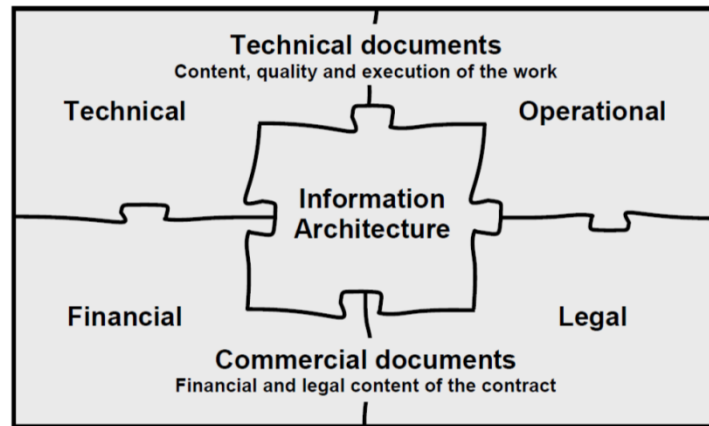 Technical documents
Content, quality and execution of the work
Technical
Operational
Information
Architecture
Financial
Legal
Commercial documents
Financial and legal content of the contract